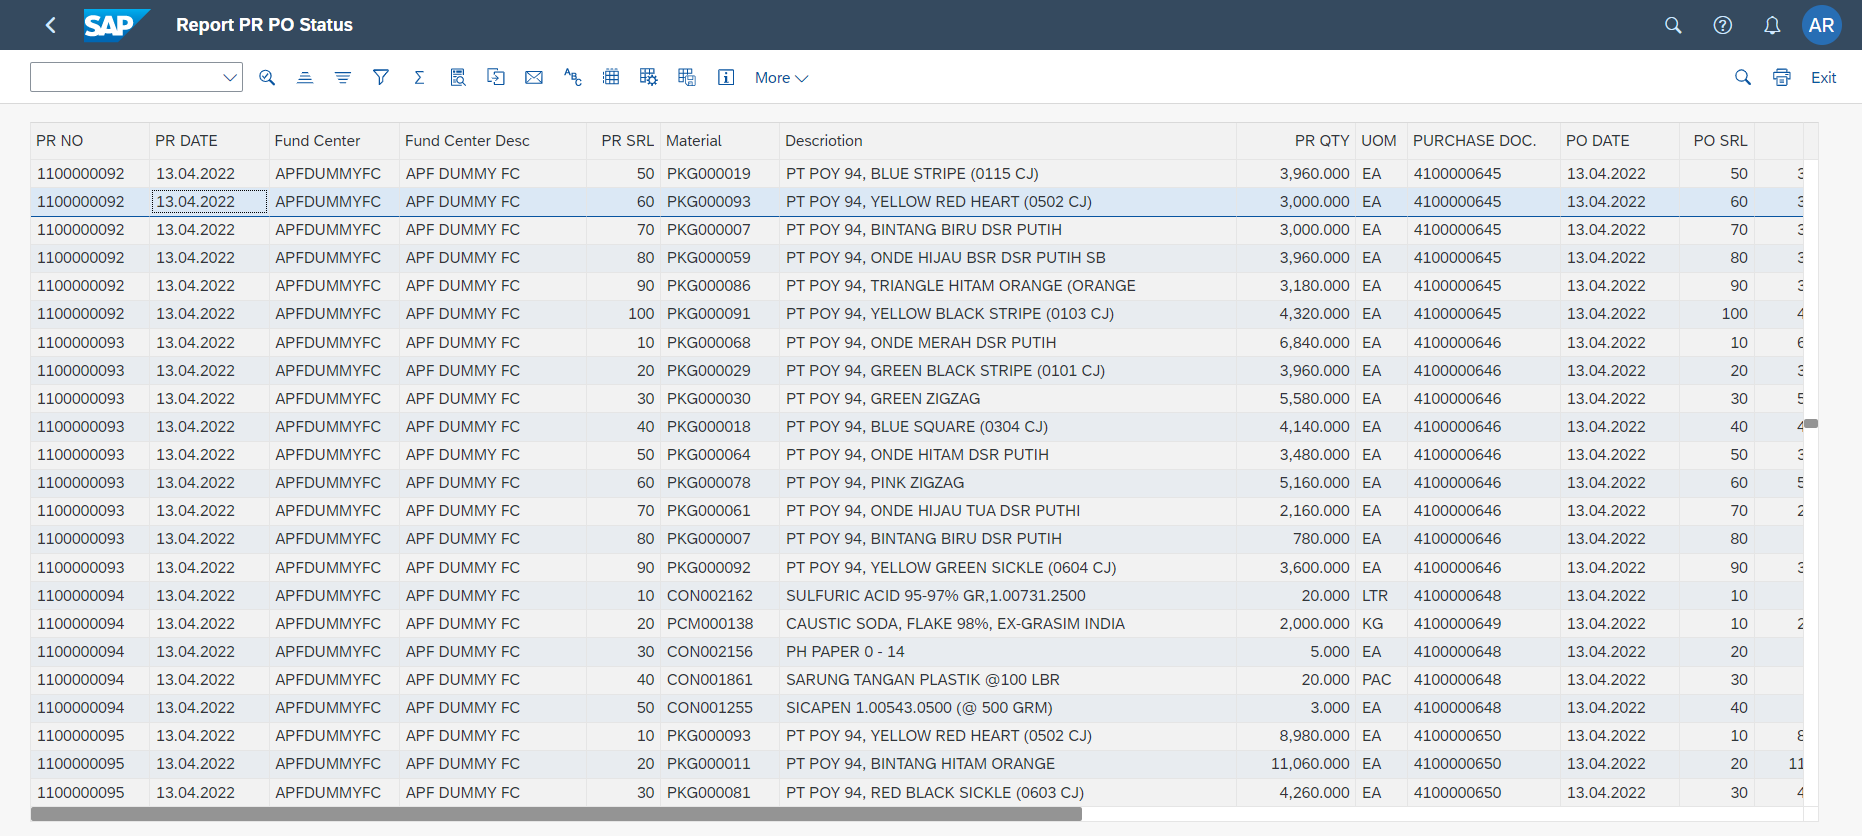 SAP Report PR PO Status AR
More Exit
PR NO PR DATE Fund Center Fund Center Desc PR SRL Material Descriotion PR QTY UOM PURCHASE DOC. PO DATE PO SRL
1100000092 13.04.2022 APFDUMMYFC APF DUMMY FC 50 PKG000019 PT POY 94, BLUE STRIPE (0115 CJ) 3,960.000 EA 4100000645 13.04.2022 50 3
1100000092 13.04.2022 APFDUMMYFC APF DUMMY FC 60 PKG000093 PT POY 94, YELLOW RED HEART (0502 CJ) 3,000.000 EA 4100000645 13.04.2022 60 3
1100000092 13.04.2022 APFDUMMYFC APF DUMMY FC 70 PKG000007 PT POY 94, BINTANG BIRU DSR PUTIH 3,000.000 EA 4100000645 13.04.2022 70 3
1100000092 13.04.2022 APFDUMMYFC APF DUMMY FC 80 PKG000059 PT POY 94, ONDE HIJAU BSR DSR PUTIH SB 3,960.000 EA 4100000645 13.04.2022 80 3
1100000092 13.04.2022 APFDUMMYFC APF DUMMY FC 90 PKG000086 PT POY 94, TRIANGLE HITAM ORANGE (ORANGE 3,180.000 EA 4100000645 13.04.2022 90 3
1100000092 13.04.2022 APFDUMMYFC APF DUMMY FC 100 PKG000091 PT POY 94, YELLOW BLACK STRIPE (0103 CJ) 4,320.000 EA 4100000645 13.04.2022 100 4
1100000093 13.04.2022 APFDUMMYFC APF DUMMY FC 10 PKG000068 PT POY 94, ONDE MERAH DSR PUTIH 6,840.000 EA 4100000646 13.04.2022 10 6
1100000093 13.04.2022 APFDUMMYFC APF DUMMY FC 20 PKG000029 PT POY 94, GREEN BLACK STRIPE (0101 CJ) 3,960.000 EA 4100000646 13.04.2022 20 3
1100000093 13.04.2022 APFDUMMYFC APF DUMMY FC 30 PKG000030 PT POY 94, GREEN ZIGZAG 5,580.000 EA 4100000646 13.04.2022 30 5
1100000093 13.04.2022 APFDUMMYFC APF DUMMY FC 40 PKG000018 PT POY 94, BLUE SQUARE (0304 CJ) 4,140.000 EA 4100000646 13.04.2022 40 4
1100000093 13.04.2022 APFDUMMYFC APF DUMMY FC 50 PKG000064 PT POY 94, ONDE HITAM DSR PUTIH 3,480.000 EA 4100000646 13.04.2022 50 3
1100000093 13.04.2022 APFDUMMYFC APF DUMMY FC 60 PKG000078 PT POY 94, PINK ZIGZAG 5,160.000 EA 4100000646 13.04.2022 60 5
1100000093 13.04.2022 APFDUMMYFC APF DUMMY FC 70 PKG000061 PT POY 94, ONDE HIJAU TUA DSR PUTHI 2,160.000 EA 4100000646 13.04.2022 70 2
1100000093 13.04.2022 APFDUMMYFC APF DUMMY FC 80 PKG000007 PT POY 94, BINTANG BIRU DSR PUTIH 780.000 EA 4100000646 13.04.2022 80
1100000093 13.04.2022 APFDUMMYFC APF DUMMY FC 90 PKG000092 PT POY 94, YELLOW GREEN SICKLE (0604 CJ) 3,600.000 EA 4100000646 13.04.2022 90 3
1100000094 13.04.2022 APFDUMMYFC APF DUMMY FC 10 CON002162 SULFURIC ACID 95-97% GR,1.00731.2500 20.000 LTR 4100000648 13.04.2022 10
1100000094 13.04.2022 APFDUMMYFC APF DUMMY FC 20 PCM000138 CAUSTIC SODA, FLAKE 98%, EX-GRASIM INDIA 2,000.000 KG 4100000649 13.04.2022 10 2
1100000094 13.04.2022 APFDUMMYFC APF DUMMY FC 30 CON002156 PH PAPER 0 - 14 5.000 EA 4100000648 13.04.2022 20
1100000094 13.04.2022 APFDUMMYFC APF DUMMY FC 40 CON001861 SARUNG TANGAN PLASTIK @100 LBR 20.000 PAC 4100000648 13.04.2022 30
1100000094 13.04.2022 APFDUMMYFC APF DUMMY FC 50 CON001255 SICAPEN 1.00543.0500 (@ 500 GRM) 3.000 EA 4100000648 13.04.2022 40
1100000095 13.04.2022 APFDUMMYFC APF DUMMY FC 10 PKG000093 PT POY 94, YELLOW RED HEART (0502 CJ) 8,980.000 EA 4100000650 13.04.2022 10 8
1100000095 13.04.2022 APFDUMMYFC APF DUMMY FC 20 PKG000011 PT POY 94, BINTANG HITAM ORANGE 11,060.000 EA 4100000650 13.04.2022 20 11
1100000095 13.04.2022 APFDUMMYFC APF DUMMY FC 30 PKG000081 PT POY 94, RED BLACK SICKLE (0603 CJ) 4,260.000 EA 4100000650 13.04.2022 30 4